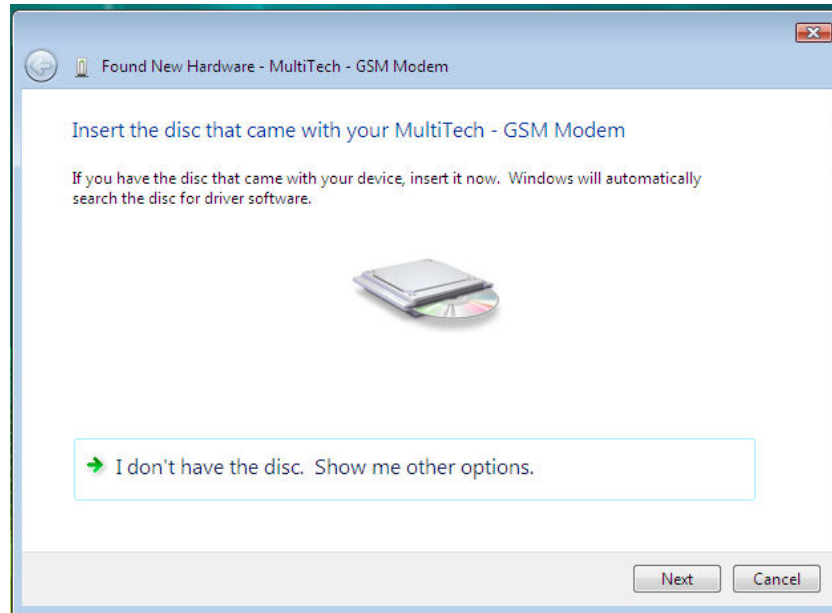 Found New Hardware - MultiTech - GSM Modem
Insert the disc that came with your MultiTech - GSM Modem
If you have the disc that came with your device, insert it now.  Windows will automatically
search the disc for driver software.
I don't have the disc.  Show me other options.
Next
Cancel